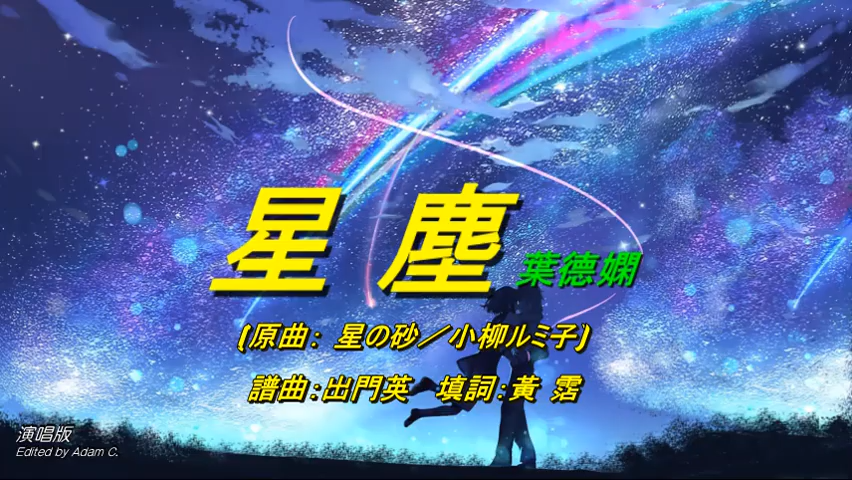 星 塵 葉德嫻
(原曲： 星の砂／小柳ルミ子)
譜曲：出門英 填詞：黃 霑
演唱版
Edited by Adam C.